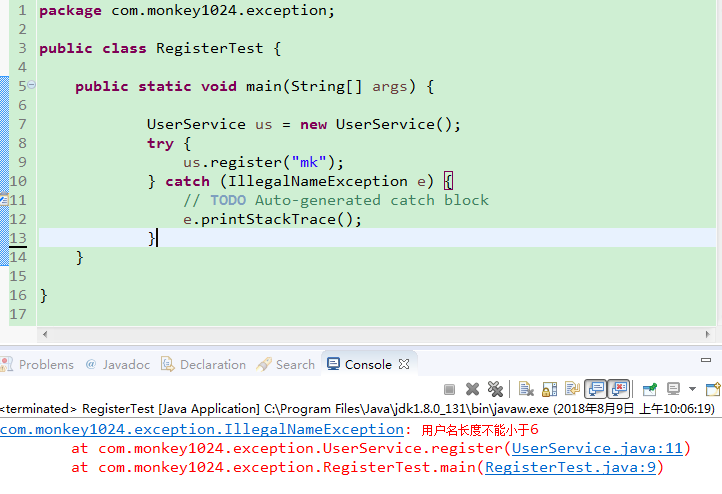 1 package com.monkey1024.exception;
2
3 public class RegisterTest {
4
5 public static void main(String[] args) {
6
7 UserService us = new UserService();
8 try {
9 us.register("mk");
10 } catch (IllegalNameException e) {
11 // TODO Auto-generated catch block
12 e.printStackTrace();
13 }
14 }
15
16 }
17
Problems @ Javadoc Declaration Search Console
<terminated> RegisterTest [Java Application] C:\Program Files\Java\jdk1.8.0_131\bin\javaw.exe (2018年8月9日 上午10:06:19)
com.monkey1024.exception.IllegalNameException: 用户名长度不能小于6
at com.monkey1024.exception.UserService.register(UserService.java:11)
at com.monkey1024.exception.RegisterTest.main(RegisterTest.java:9)